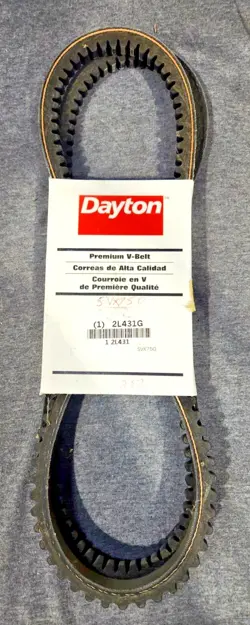 Dayton
Premium V-Belt
Correas de Alta Calidad
Courroie en V
de Première Qualité
(1) 2L431G
1 2L431